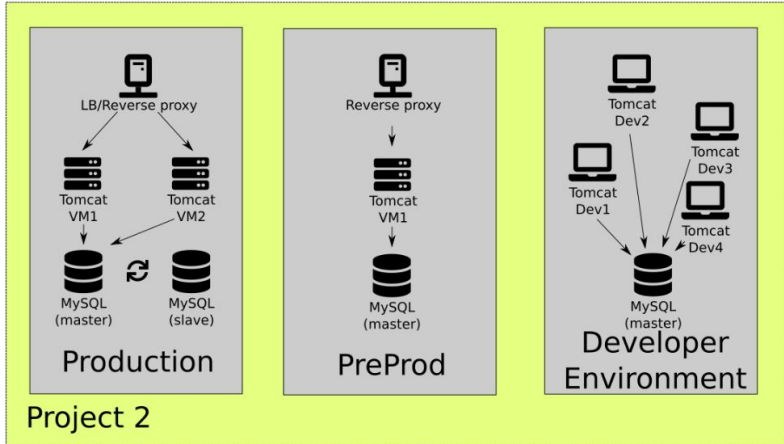 LB/Reverse proxy
Tomcat
VM1
Tomcat
VM2
MySQL
(master)
MySQL
(slave)
Production
Reverse proxy
Tomcat
VM1
MySQL
(master)
PreProd
Tomcat
Dev2
Tomcat
Dev3
Tomcat
Dev1
Tomcat
Dev4
MySQL
(master)
Developer
Environment
Project 2